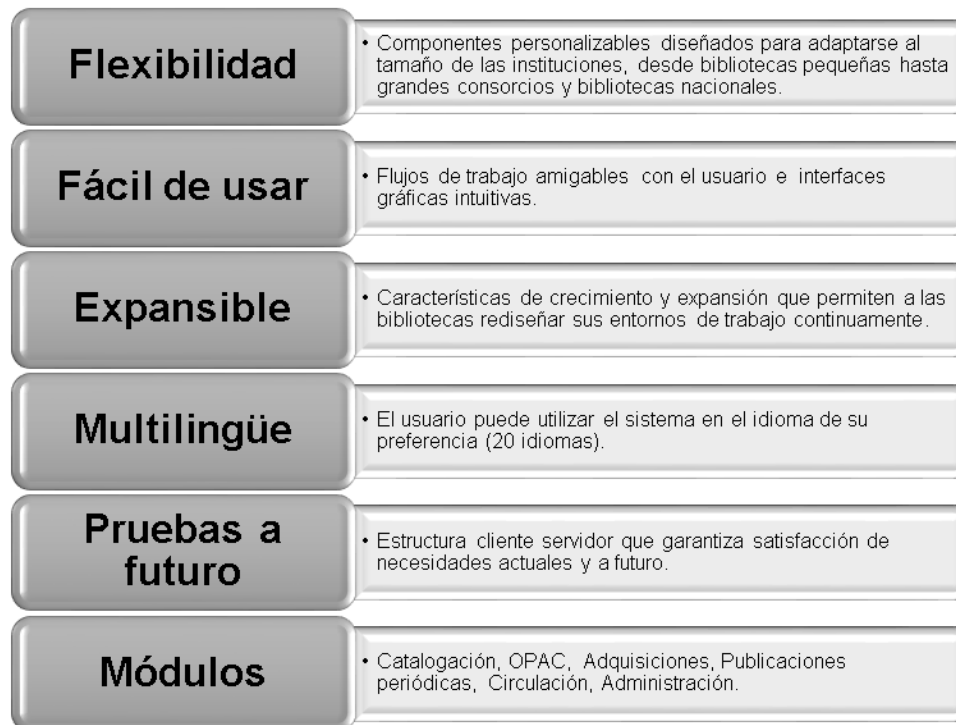 Flexibilidad
• Componentes personalizables diseñados para adaptarse al
tamaño de las instituciones, desde bibliotecas pequeñas hasta
grandes consorcios y bibliotecas nacionales.
Fácil de usar
• Flujos de trabajo amigables con el usuario e interfaces
gráficas intuitivas.
Expansible
• Características de crecimiento y expansión que permiten a las
bibliotecas rediseñar sus entornos de trabajo continuamente.
Multilingüe
• El usuario puede utilizar el sistema en el idioma de su
preferencia (20 idiomas).
Pruebas a
futuro
• Estructura cliente servidor que garantiza satisfacción de
necesidades actuales y a futuro.
Módulos
• Catalogación, OPAC, Adquisiciones, Publicaciones
periódicas, Circulación, Administración.